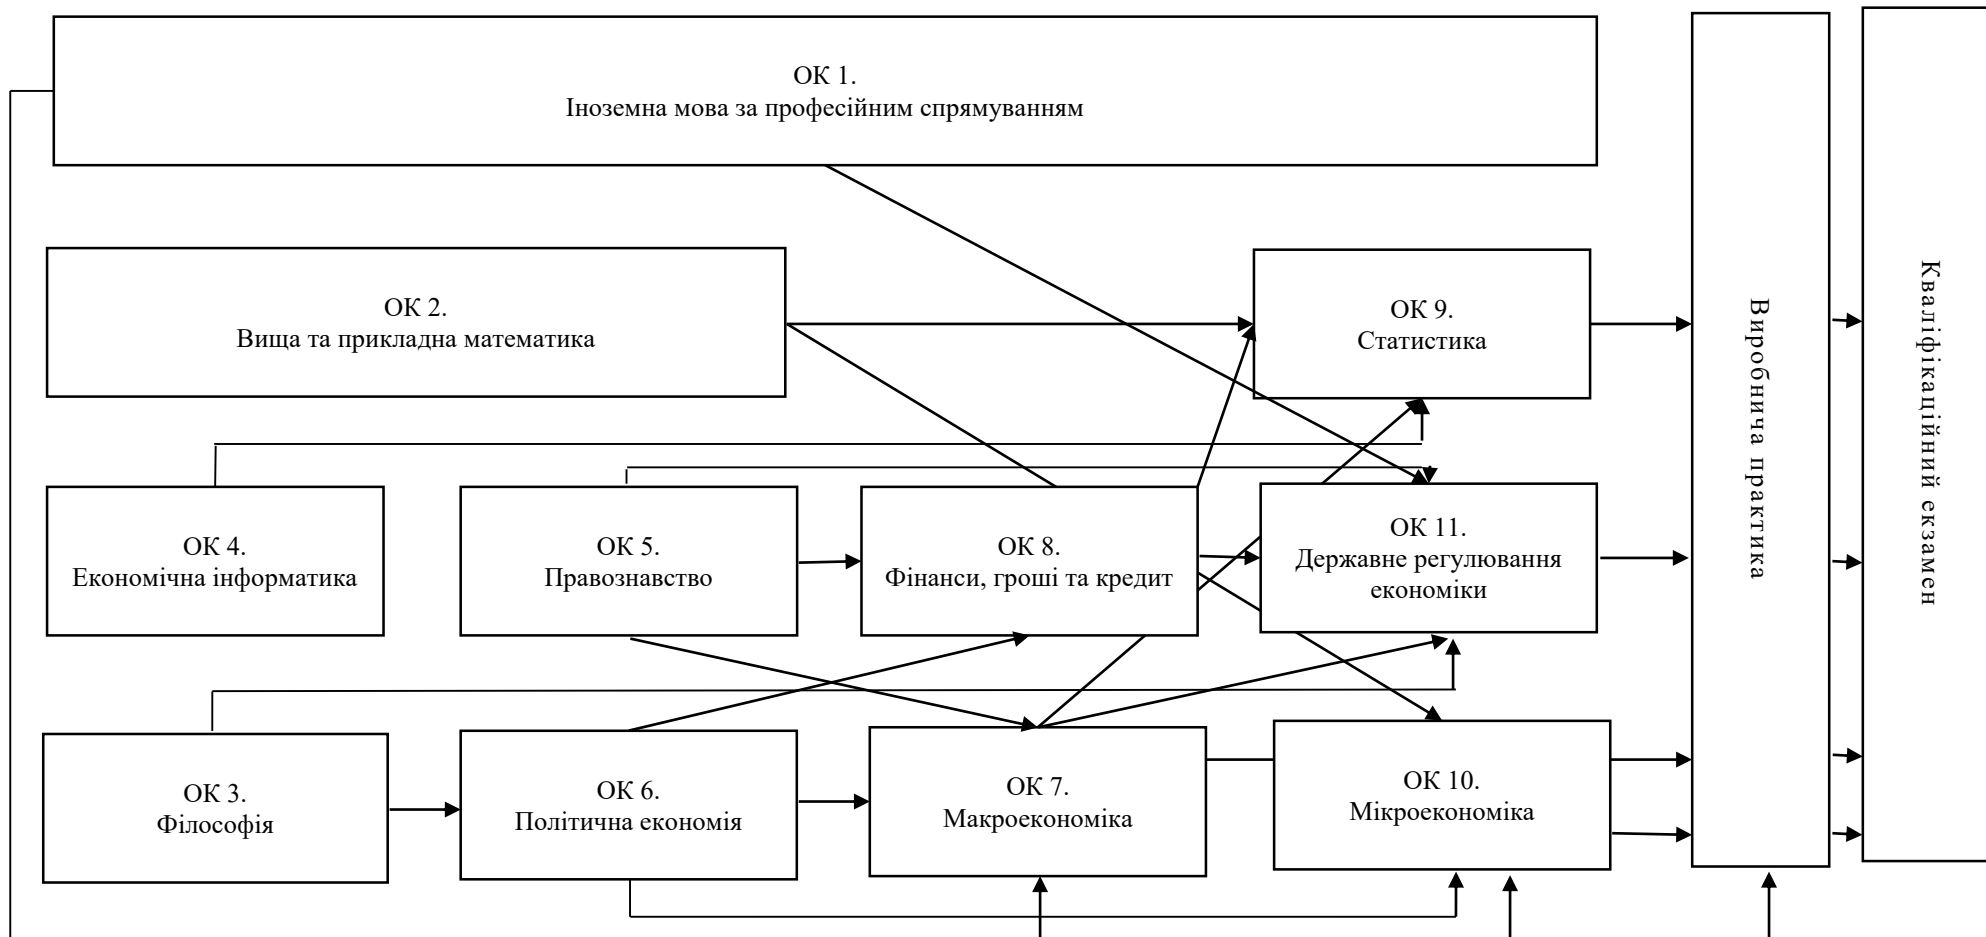 ОК 1.
Іноземна мова за професійним спрямуванням
ОК 2.
Вища та прикладна математика
ОК 9.
Статистика
ОК 4.
Економічна інформатика
ОК 5.
Правознавство
ОК 8.
Фінанси, гроші та кредит
ОК 11.
Державне регулювання
економіки
ОК 3.
Філософія
ОК 6.
Політична економія
ОК 7.
Макроекономіка
ОК 10.
Мікроекономіка
Виробнича практика
Кваліфікаційний екзамен